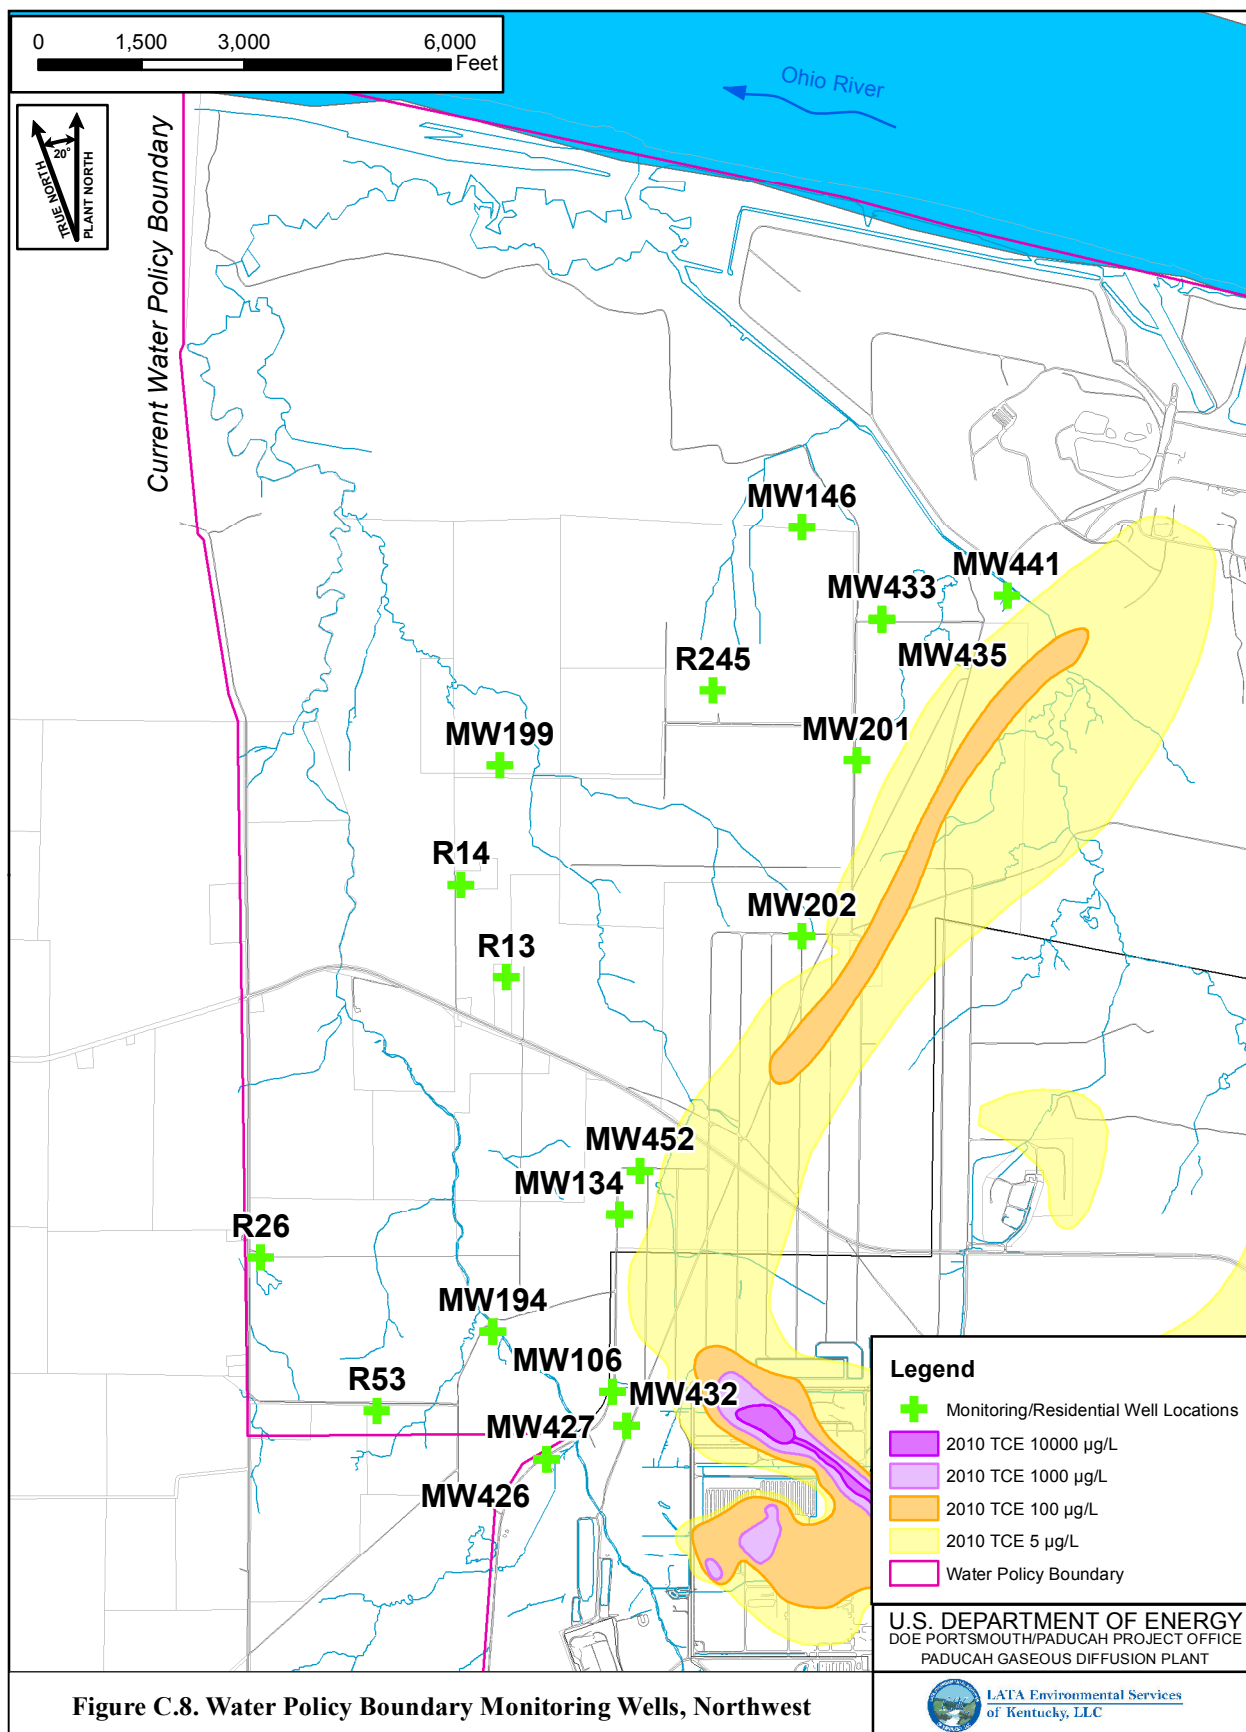 0 1,500 3,000 6,000
Feet
Ohio River
TRUE NORTH
20°
PLANT NORTH
Current Water Policy Boundary
MW146
MW441
MW433
MW435
R245
MW201
MW199
R14
MW202
R13
MW452
MW134
R26
MW194
MW106
R53
MW432
MW427
MW426
Legend
Monitoring/Residential Well Locations
2010 TCE 10000 µg/L
2010 TCE 1000 µg/L
2010 TCE 100 µg/L
2010 TCE 5 µg/L
Water Policy Boundary
U.S. DEPARTMENT OF ENERGY
DOE PORTSMOUTH/PADUCAH PROJECT OFFICE
PADUCAH GASEOUS DIFFUSION PLANT
Figure C.8. Water Policy Boundary Monitoring Wells, Northwest
LATA Environmental Services
of Kentucky, LLC